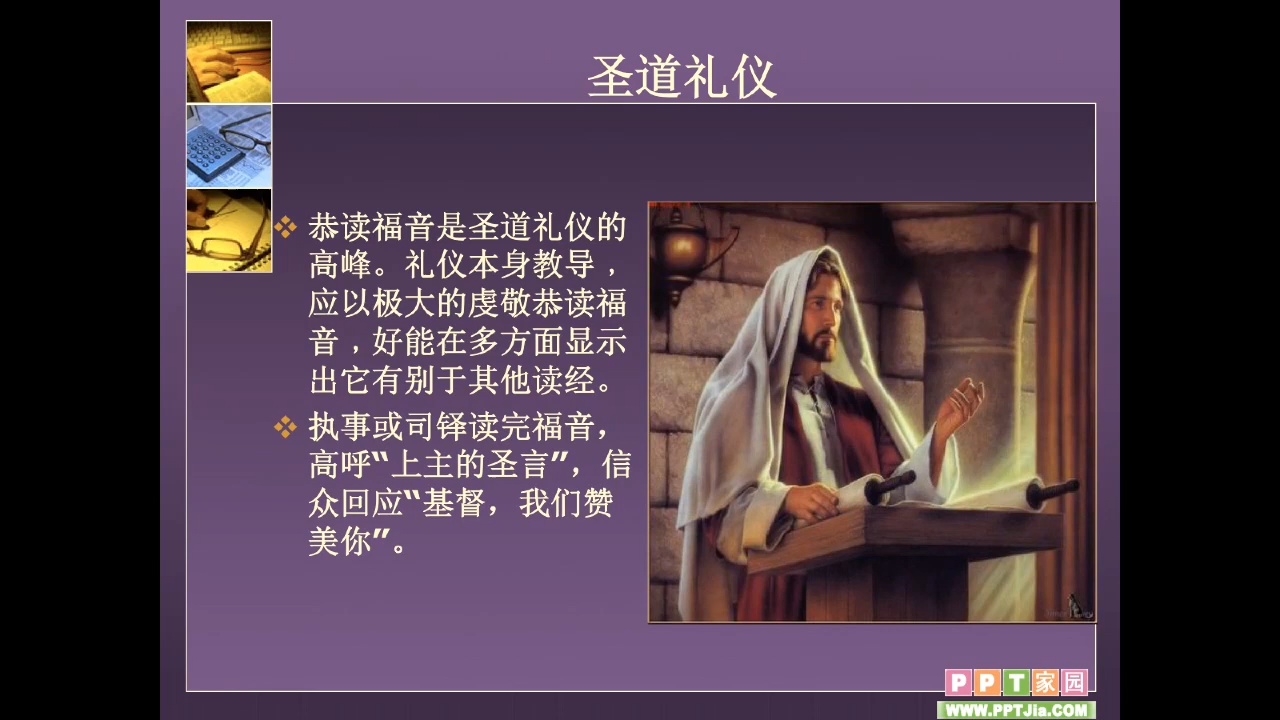 圣道礼仪
恭读福音是圣道礼仪的
高峰。礼仪本身教导，
应以极大的虔敬恭读福
音，好能在多方面显示
出它有别于其他读经。
执事或司铎读完福音，
高呼“上主的圣言”，信
众回应“基督，我们赞
美你”。
PPT家园
WWW.PPTJia.COM